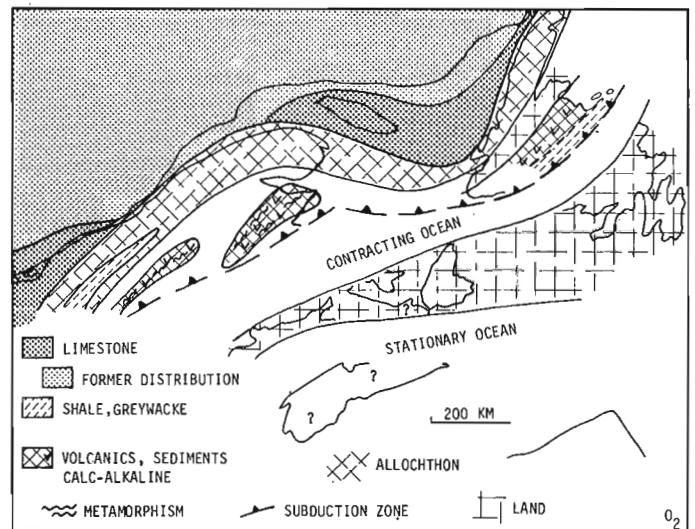 CONTRACTING OCEAN
?
STATIONARY OCEAN
LIMESTONE
FORMER DISTRIBUTION
? ?
SHALE, GREYWACKE
200 KM
VOLCANICS, SEDIMENTS
CALC-ALKALINE
ALLOCHTHON
METAMORPHISM
SUBDUCTION ZONE
LAND
O2